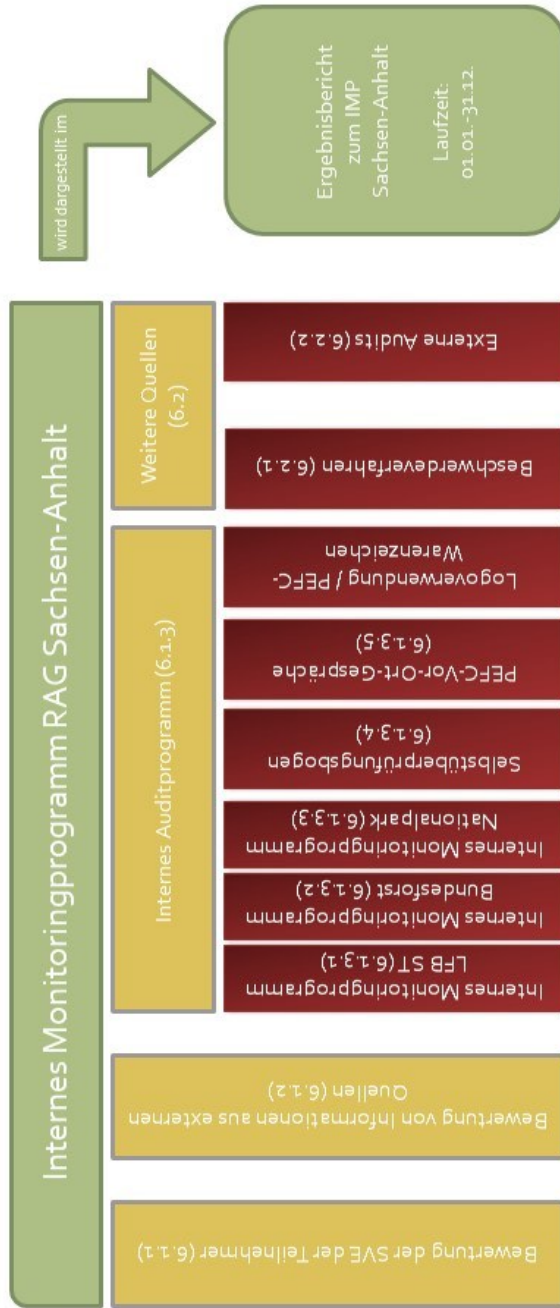 Internes Monitoringprogramm RAG Sachsen-Anhalt
wird dargestellt im
Bewertung der SVE der Teilnehmer (6.1.1)
Bewertung von Informationen aus externen
Quellen (6.1.2)
Internes Auditprogramm (6.1.3)
Internes Monitoringprogramm
LFB ST (6.1.3.1)
Internes Monitoringprogramm
Bundesforst (6.1.3.2)
Internes Monitoringprogramm
Nationalpark (6.1.3.3)
Selbstüberprüfungsbogen
(6.1.3.4)
PEFC-Vor-Ort-Gespräche
(6.1.3.5)
Logoverwendung / PEFC-
Warenzeichen
Weitere Quellen
(6.2)
Beschwerdeverfahren (6.2.1)
Externe Audits (6.2.2)
Ergebnisbericht
zum IMP
Sachsen-Anhalt
Laufzeit:
01.01.-31.12.